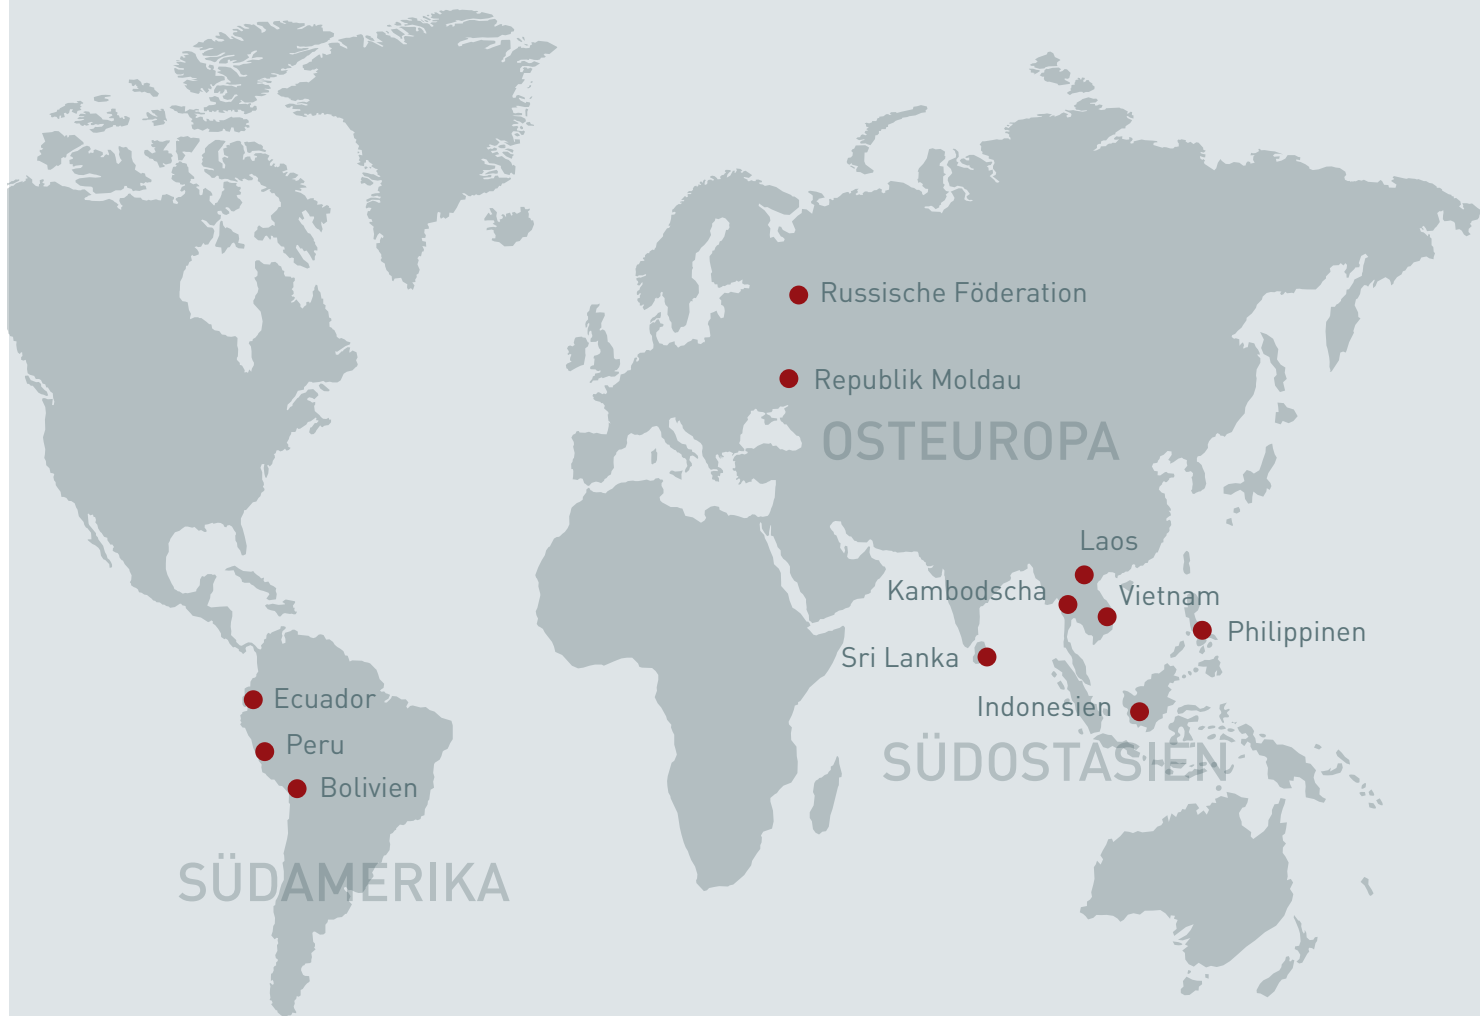 Russische Föderation
Republik Moldau
OSTEUROPA
Laos
Kambodscha
Vietnam
Philippinen
Sri Lanka
Ecuador
Indonesien
Peru
SÜDOSTASIEN
Bolivien
SÜDAMERIKA